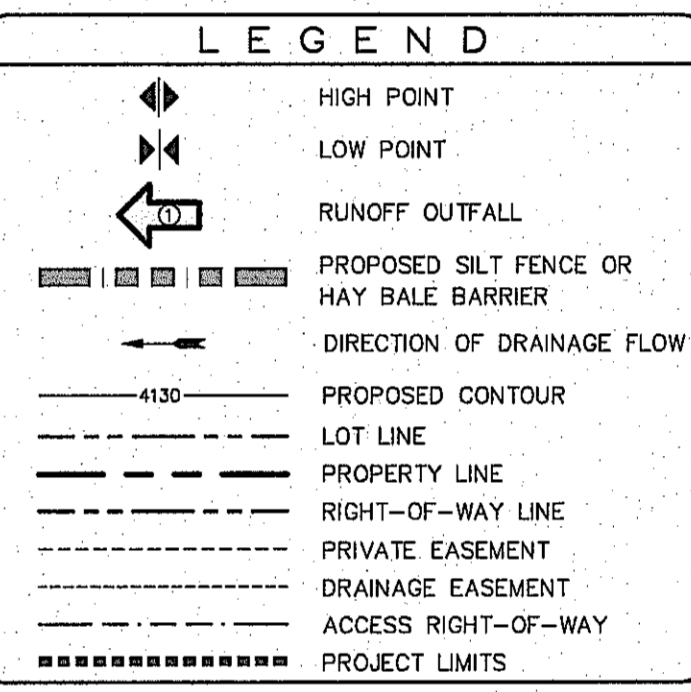 LEGEND
HIGH POINT
LOW POINT
① RUNOFF OUTFALL
PROPOSED SILT FENCE OR
HAY BALE BARRIER
DIRECTION OF DRAINAGE FLOW
4130 PROPOSED CONTOUR
LOT LINE
PROPERTY LINE
RIGHT-OF-WAY LINE
PRIVATE EASEMENT
DRAINAGE EASEMENT
ACCESS RIGHT-OF-WAY
PROJECT LIMITS